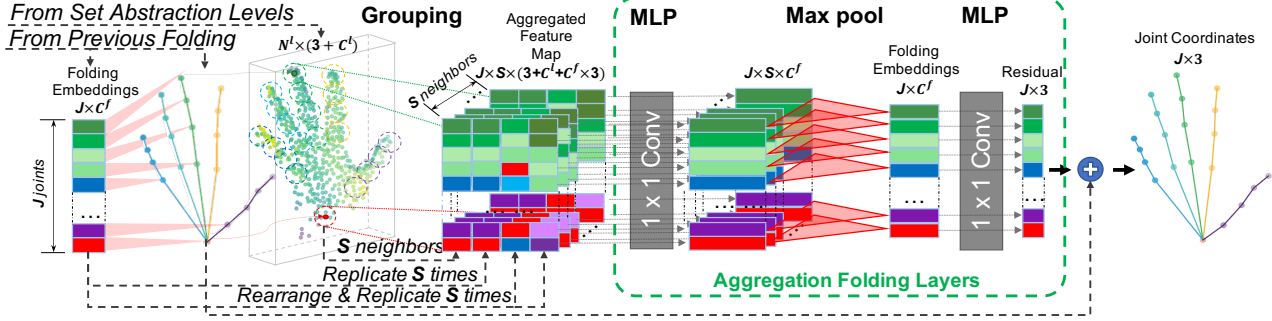 From Set Abstraction Levels
From Previous Folding
Folding
Embeddings
J×C^f
J joints
...
N^l×(3 + C^l)
Grouping
S neighbors
Aggregated
Feature
Map
J×S×(3+C^l+C^f×3)
S neighbors
Replicate S times
Rearrange & Replicate S times
MLP
1 x 1 Conv
J×S×C^f
Max pool
Folding
Embeddings
J×C^f
...
MLP
1 x 1 Conv
Residual
J×3
...
Aggregation Folding Layers
+
Joint Coordinates
J×3